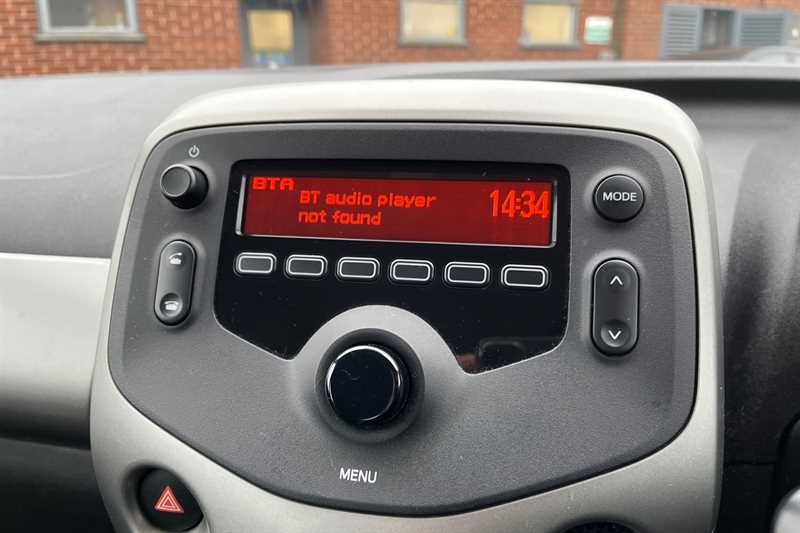 BTA
BT audio player
not found
14:34
MODE
MENU